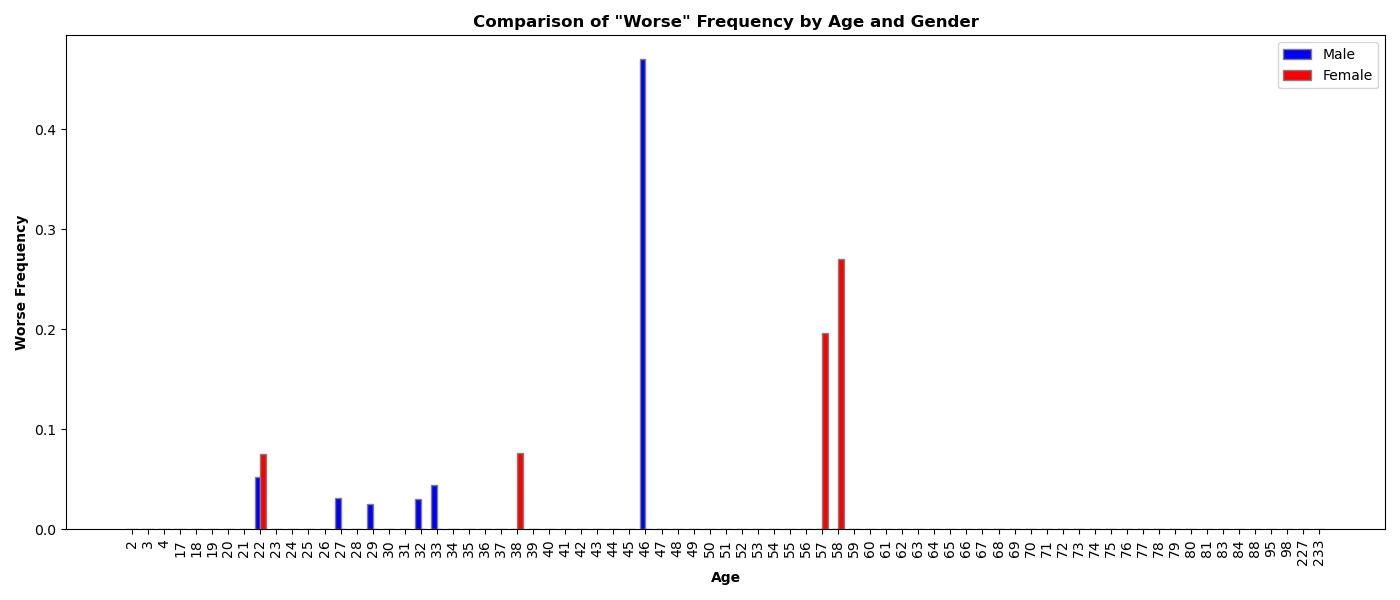 Comparison of "Worse" Frequency by Age and Gender
Male
Female
0.4
0.3
0.2
0.1
0.0
Worse Frequency
2 3 4 17 18 19 20 21 22 23 24 25 26 27 28 29 30 31 32 33 34 35 36 37 38 39 40 41 42 43 44 45 46 47 48 49 50 51 52 53 54 55 56 57 58 59 60 61 62 63 64 65 66 67 68 69 70 71 72 73 74 75 76 77 78 79 80 81 83 84 88 95 98 227 233
Age